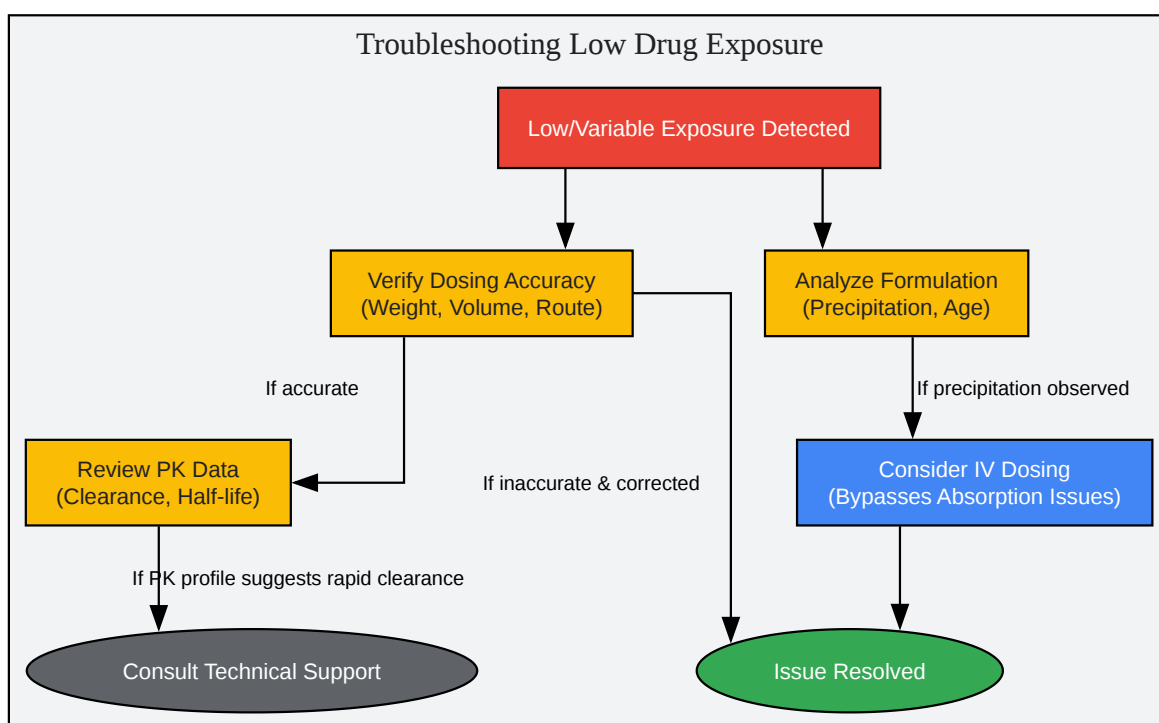 Troubleshooting Low Drug Exposure
Low/Variable Exposure Detected
Verify Dosing Accuracy
(Weight, Volume, Route)
Analyze Formulation
(Precipitation, Age)
If accurate
If precipitation observed
Review PK Data
(Clearance, Half-life)
If inaccurate & corrected
Consider IV Dosing
(Bypasses Absorption Issues)
If PK profile suggests rapid clearance
Consult Technical Support
Issue Resolved